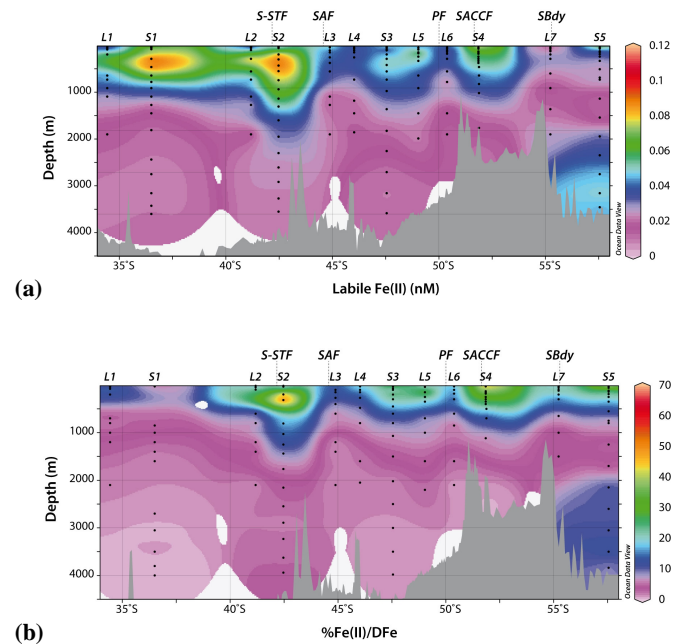 S-STF SAF PF SACCF SBdy
L1 S1 L2 S2 L3 L4 S3 L5 L6 S4 L7 S5
Depth (m)
1000
2000
3000
4000
35°S 40°S 45°S 50°S 55°S
Labile Fe(II) (nM)
0.12
0.1
0.08
0.06
0.04
0.02
0
Ocean Data View
(a)
S-STF SAF PF SACCF SBdy
L1 S1 L2 S2 L3 L4 S3 L5 L6 S4 L7 S5
Depth (m)
1000
2000
3000
4000
35°S 40°S 45°S 50°S 55°S
%Fe(II)/DFe
70
60
50
40
30
20
10
0
Ocean Data View
(b)